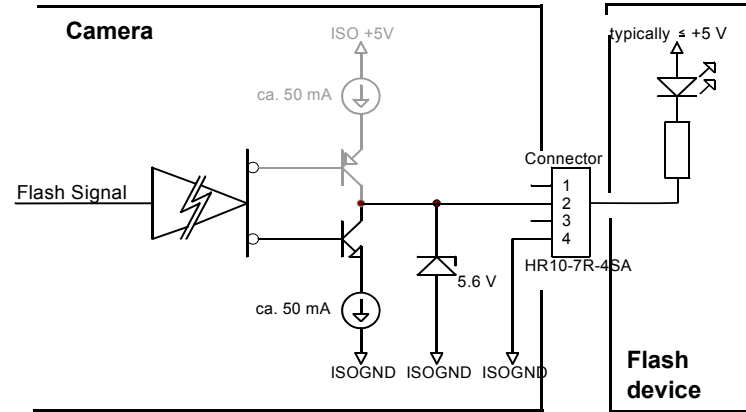 Camera
ISO +5V
typically ≤ +5 V
ca. 50 mA
Connector
Flash Signal
1
2
3
4
HR10-7R-4SA
5.6 V
ca. 50 mA
ISOGND
ISOGND
ISOGND
Flash
device